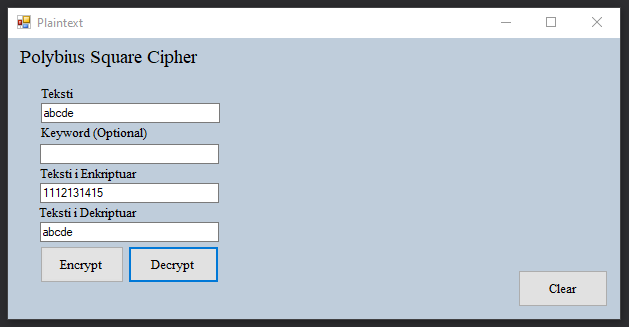 Plaintext
Polybius Square Cipher
Teksti
abcde
Keyword (Optional)
Teksti i Enkriptuar
1112131415
Teksti i Dekriptuar
abcde
Encrypt Decrypt
Clear